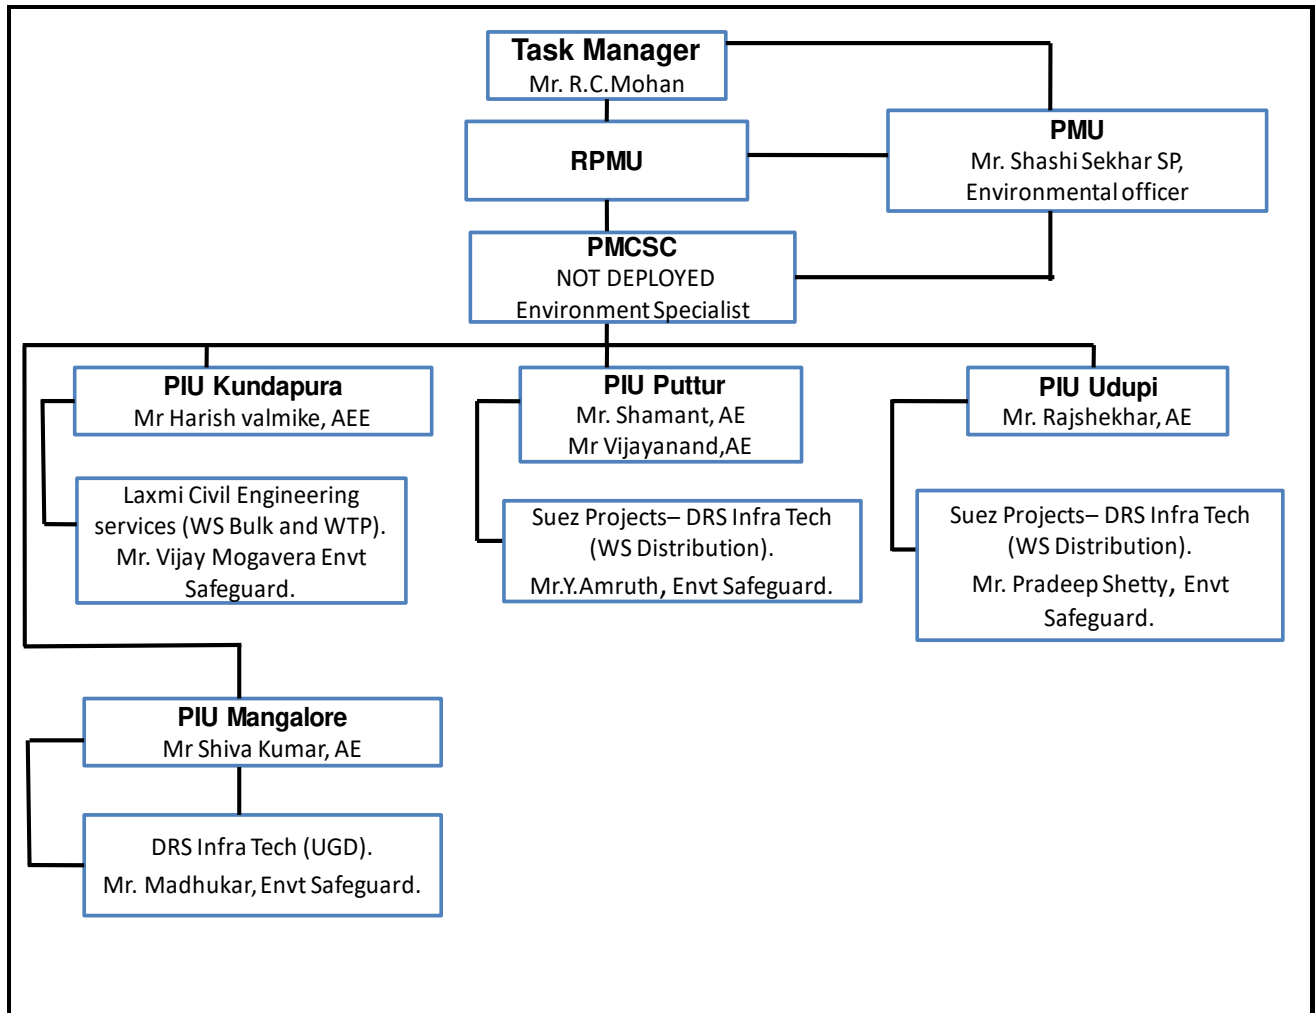 Task Manager
Mr. R.C.Mohan
RPMU
PMU
Mr. Shashi Sekhar SP,
Environmental officer
PMCSC
NOT DEPLOYED
Environment Specialist
PIU Kundapura
Mr Harish valmike, AEE
PIU Puttur
Mr. Shamant, AE
Mr Vijayanand,AE
PIU Udupi
Mr. Rajshekhar, AE
Laxmi Civil Engineering
services (WS Bulk and WTP).
Mr. Vijay Mogavera Envt
Safeguard.
Suez Projects– DRS Infra Tech
(WS Distribution).
Mr.Y.Amruth, Envt Safeguard.
Suez Projects– DRS Infra Tech
(WS Distribution).
Mr. Pradeep Shetty, Envt
Safeguard.
PIU Mangalore
Mr Shiva Kumar, AE
DRS Infra Tech (UGD).
Mr. Madhukar, Envt Safeguard.